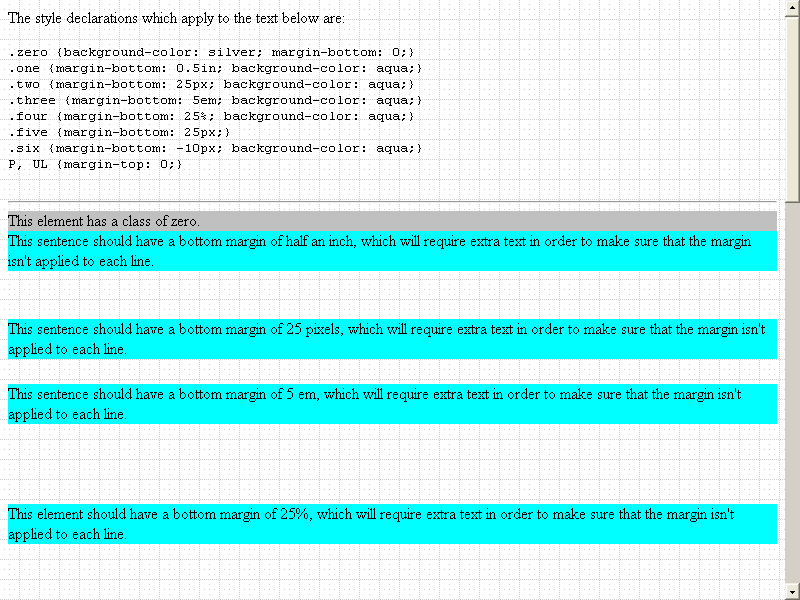 The style declarations which apply to the text below are:
.zero {background-color: silver; margin-bottom: 0;}
.one {margin-bottom: 0.5in; background-color: aqua;}
.two {margin-bottom: 25px; background-color: aqua;}
.three {margin-bottom: 5em; background-color: aqua;}
.four {margin-bottom: 25%; background-color: aqua;}
.five {margin-bottom: 25px;}
.six {margin-bottom: -10px; background-color: aqua;}
P, UL {margin-top: 0;}
This element has a class of zero.
This sentence should have a bottom margin of half an inch, which will require extra text in order to make sure that the margin
isn't applied to each line.
This sentence should have a bottom margin of 25 pixels, which will require extra text in order to make sure that the margin isn't
applied to each line.
This sentence should have a bottom margin of 5 em, which will require extra text in order to make sure that the margin isn't
applied to each line.
This element should have a bottom margin of 25%, which will require extra text in order to make sure that the margin isn't
applied to each line.